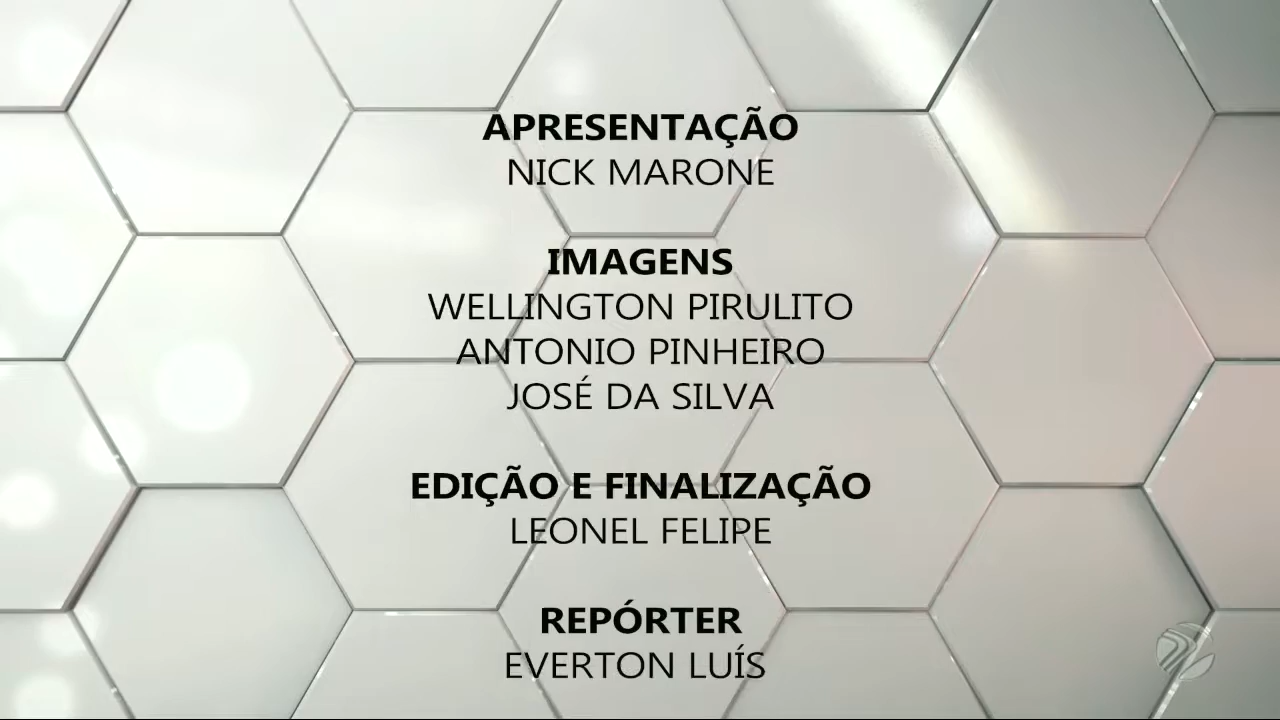 APRESENTAÇÃO
NICK MARONE
IMAGENS
WELLINGTON PIRULITO
ANTONIO PINHEIRO
JOSÉ DA SILVA
EDIÇÃO E FINALIZAÇÃO
LEONEL FELIPE
REPÓRTER
EVERTON LUÍS